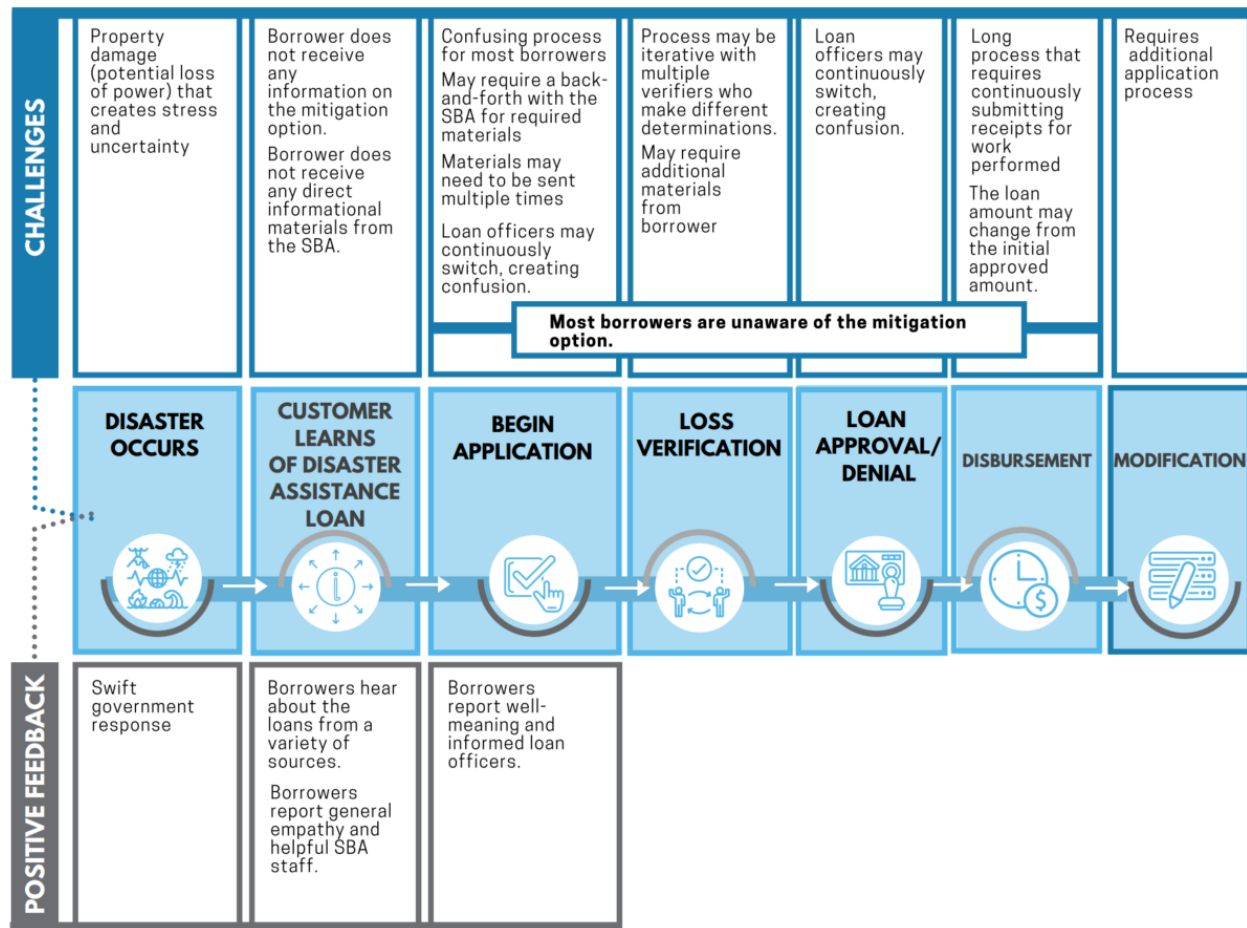 CHALLENGES
Property
damage
(potential loss
of power) that
creates stress
and
uncertainty
Borrower does
not receive
any
information on
the mitigation
option.
Borrower does
not receive
any direct
informational
materials from
the SBA.
Confusing process
for most borrowers
May require a back-
and-forth with the
SBA for required
materials
Materials may
need to be sent
multiple times
Loan officers may
continuously
switch, creating
confusion.
Process may be
iterative with
multiple
verifiers who
make different
determinations.
May require
additional
materials
from
borrower
Loan
officers may
continuously
switch,
creating
confusion.
Long
process that
requires
continuously
submitting
receipts for
work
performed
The loan
amount may
change from
the initial
approved
amount.
Requires
additional
application
process
Most borrowers are unaware of the mitigation
option.
DISASTER
OCCURS
CUSTOMER
LEARNS
OF DISASTER
ASSISTANCE
LOAN
BEGIN
APPLICATION
LOSS
VERIFICATION
LOAN
APPROVAL/
DENIAL
DISBURSEMENT
MODIFICATION
POSITIVE FEEDBACK
Swift
government
response
Borrowers hear
about the
loans from a
variety of
sources.
Borrowers
report general
empathy and
helpful SBA
staff.
Borrowers
report well-
meaning and
informed loan
officers.